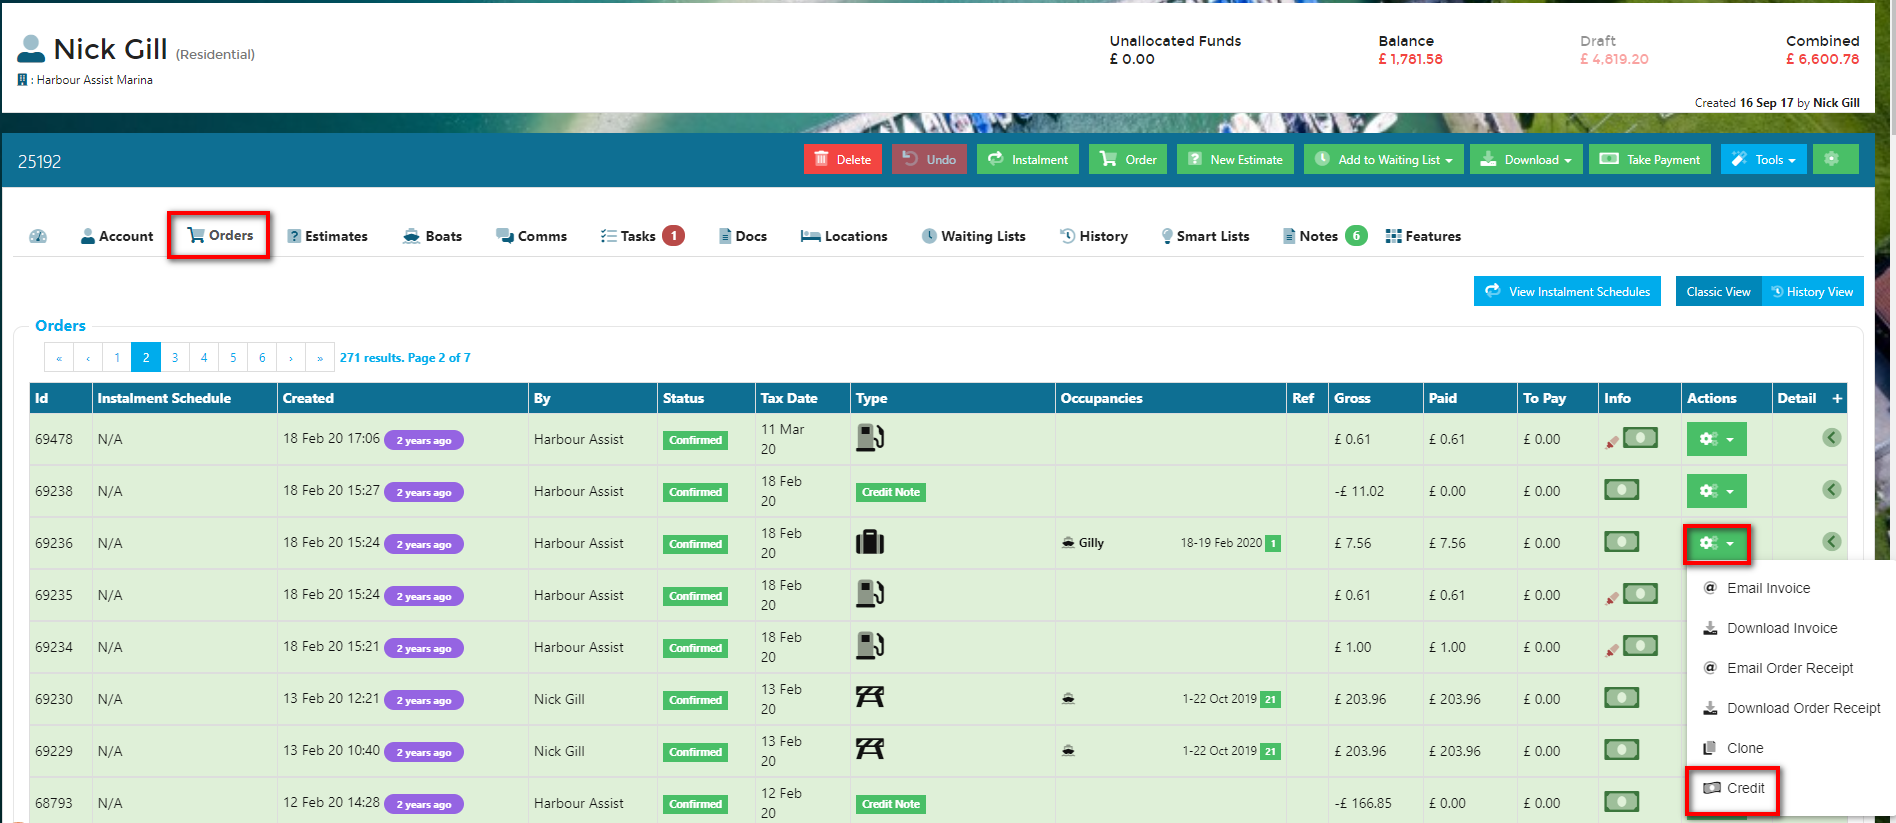 Nick Gill (Residential)
: Harbour Assist Marina
Unallocated Funds Balance Draft Combined
£ 0.00 £ 1,781.58 £ 4,819.20 £ 6,600.78
Created 16 Sep 17 by Nick Gill
25192 Delete Undo Instalment Order New Estimate Add to Waiting List Download Take Payment Tools
Account Orders Estimates Boats Comms Tasks 1 Docs Locations Waiting Lists History Smart Lists Notes 6 Features
View Instalment Schedules Classic View History View
Orders
« ‹ 1 2 3 4 5 6 › » 271 results. Page 2 of 7
Id Instalment Schedule Created By Status Tax Date Type Occupancies Ref Gross Paid To Pay Info Actions Detail +
69478 N/A 18 Feb 20 17:06 2 years ago Harbour Assist Confirmed 11 Mar 20 £ 0.61 £ 0.61 £ 0.00
69238 N/A 18 Feb 20 15:27 2 years ago Harbour Assist Confirmed 18 Feb 20 Credit Note -£ 11.02 £ 0.00 £ 0.00
69236 N/A 18 Feb 20 15:24 2 years ago Harbour Assist Confirmed 18 Feb 20 Gilly 18-19 Feb 2020 1 £ 7.56 £ 7.56 £ 0.00
69235 N/A 18 Feb 20 15:24 2 years ago Harbour Assist Confirmed 18 Feb 20 £ 0.61 £ 0.61 £ 0.00
69234 N/A 18 Feb 20 15:21 2 years ago Harbour Assist Confirmed 18 Feb 20 £ 1.00 £ 1.00 £ 0.00
69230 N/A 13 Feb 20 12:21 2 years ago Nick Gill Confirmed 13 Feb 20 1-22 Oct 2019 21 £ 203.96 £ 203.96 £ 0.00
69229 N/A 13 Feb 20 10:40 2 years ago Nick Gill Confirmed 13 Feb 20 1-22 Oct 2019 21 £ 203.96 £ 203.96 £ 0.00
68793 N/A 12 Feb 20 14:28 2 years ago Harbour Assist Confirmed 12 Feb 20 Credit Note -£ 166.85 £ 0.00 £ 0.00
@ Email Invoice
Download Invoice
@ Email Order Receipt
Download Order Receipt
Clone
Credit